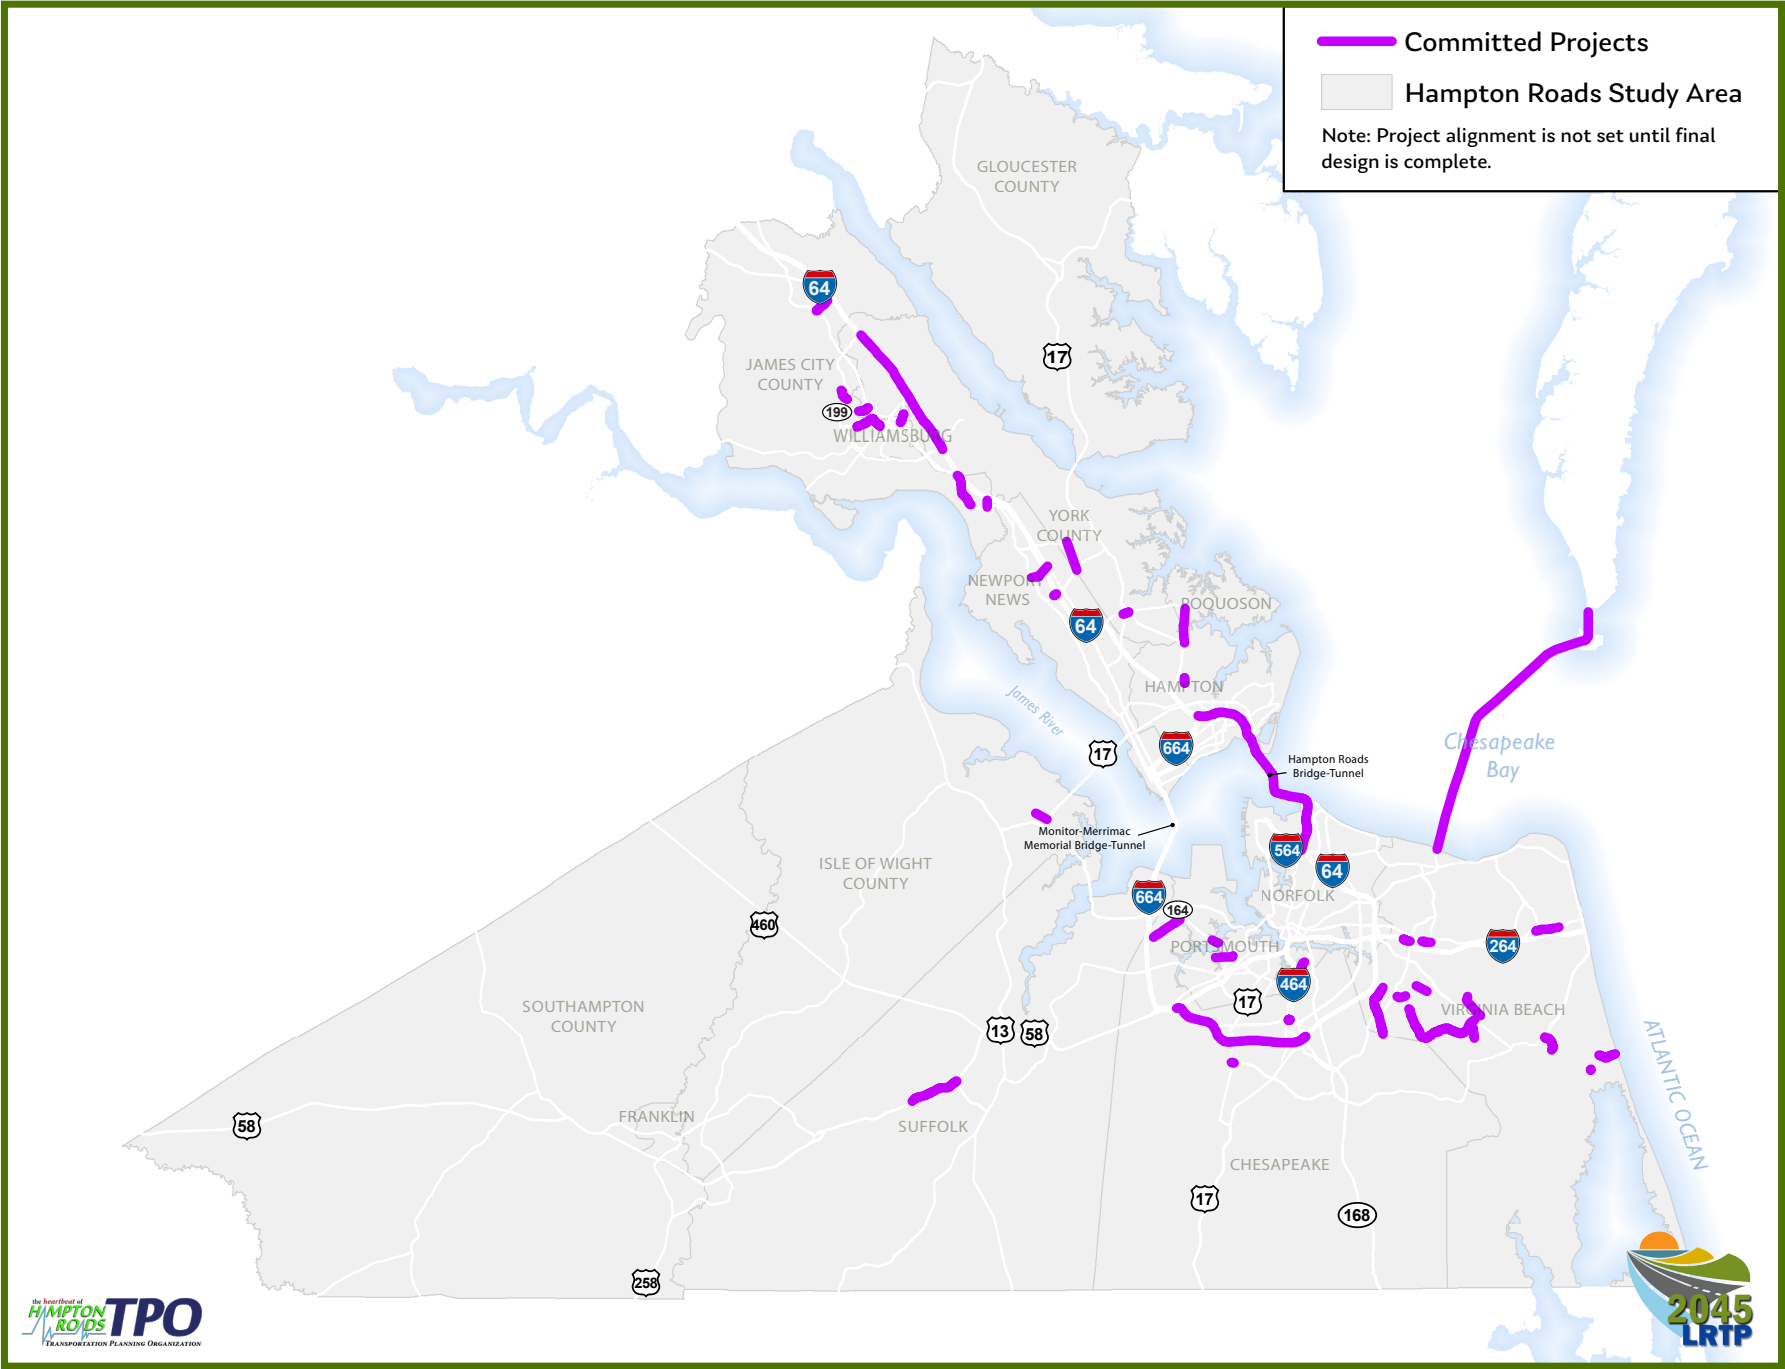 Committed Projects
Hampton Roads Study Area
Note: Project alignment is not set until final
design is complete.
GLOUCESTER
COUNTY
64
17
JAMES CITY
COUNTY
199
WILLIAMSBURG
YORK
COUNTY
NEWPORT
NEWS
64
POQUOSON
HAMPTON
James River
17
664
Hampton Roads
Bridge-Tunnel
Chesapeake
Bay
Monitor-Merrimac
Memorial Bridge-Tunnel
564
64
ISLE OF WIGHT
COUNTY
664
164
NORFOLK
460
PORTSMOUTH
264
464
17
SOUTHAMPTON
COUNTY
VIRGINIA BEACH
13
58
ATLANTIC OCEAN
58
FRANKLIN
SUFFOLK
CHESAPEAKE
17
168
258
the heartbeat of
HAMPTON
ROADS
TPO
TRANSPORTATION PLANNING ORGANIZATION
2045
LRTP